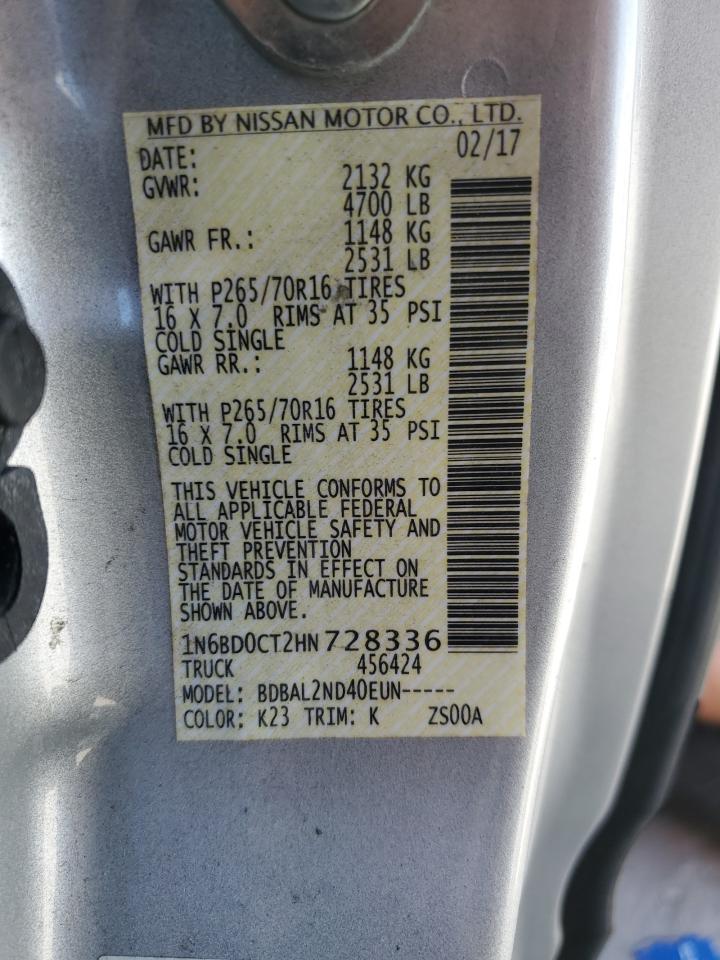 MFD BY NISSAN MOTOR CO., LTD.
DATE: 02/17
GVWR: 2132 KG
4700 LB
GAWR FR.: 1148 KG
2531 LB
WITH P265/70R16 TIRES
16 X 7.0 RIMS AT 35 PSI
COLD SINGLE
GAWR RR.: 1148 KG
2531 LB
WITH P265/70R16 TIRES
16 X 7.0 RIMS AT 35 PSI
COLD SINGLE
THIS VEHICLE CONFORMS TO
ALL APPLICABLE FEDERAL
MOTOR VEHICLE SAFETY AND
THEFT PREVENTION
STANDARDS IN EFFECT ON
THE DATE OF MANUFACTURE
SHOWN ABOVE.
1N6BD0CT2HN728336
TRUCK 456424
MODEL: BDBAL2ND40EUN-----
COLOR: K23 TRIM: K ZS00A